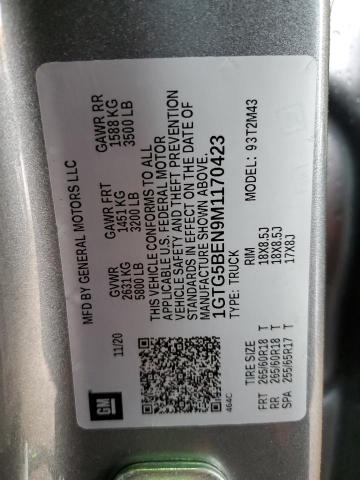 MFD BY GENERAL MOTORS LLC
11/20
GVWR
2631 KG
5800 LB
GAWR FRT
1451 KG
3200 LB
GAWR RR
1588 KG
3500 LB
THIS VEHICLE CONFORMS TO ALL
APPLICABLE U.S. FEDERAL MOTOR
VEHICLE SAFETY AND THEFT PREVENTION
STANDARDS IN EFFECT ON THE DATE OF
MANUFACTURE SHOWN ABOVE.
1GTG5BEN9M1170423
TYPE: TRUCK
MODEL: 93T2M43
TIRE SIZE RIM
FRT 265/60R18 T 18X8.5J
RR 265/60R18 T 18X8.5J
SPA 255/65R17 T 17X8J
GM
464C